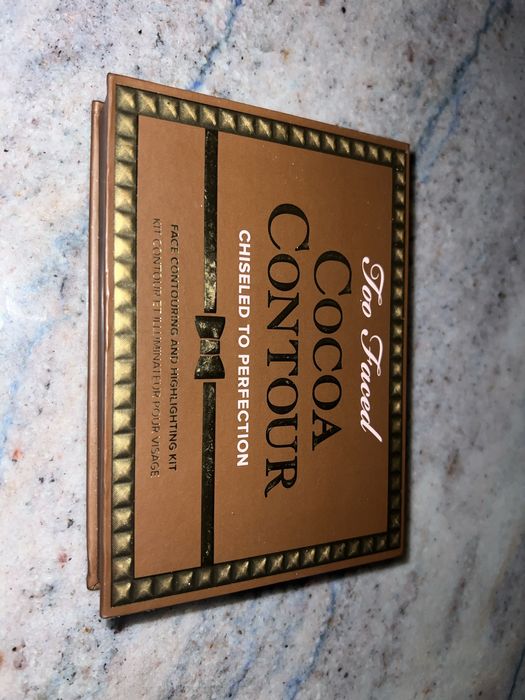 Too Faced
COCOA
CONTOUR
CHISELED TO PERFECTION
FACE CONTOURING AND HIGHLIGHTING KIT
KIT CONTOUR ET ILLUMINATEUR POUR VISAGE